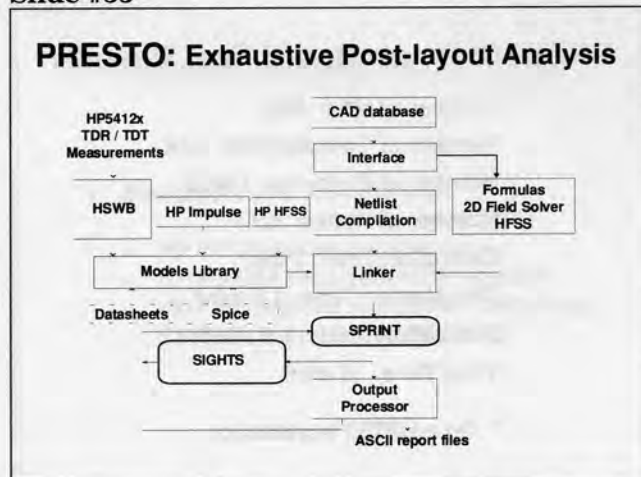 PRESTO: Exhaustive Post-layout Analysis
HP5412x
TDR / TDT
Measurements
CAD database
Interface
HSWB
HP Impulse
HP HFSS
Netlist
Compilation
Formulas
2D Field Solver
HFSS
Models Library
Linker
Datasheets
Spice
SPRINT
SIGHTS
Output
Processor
ASCII report files